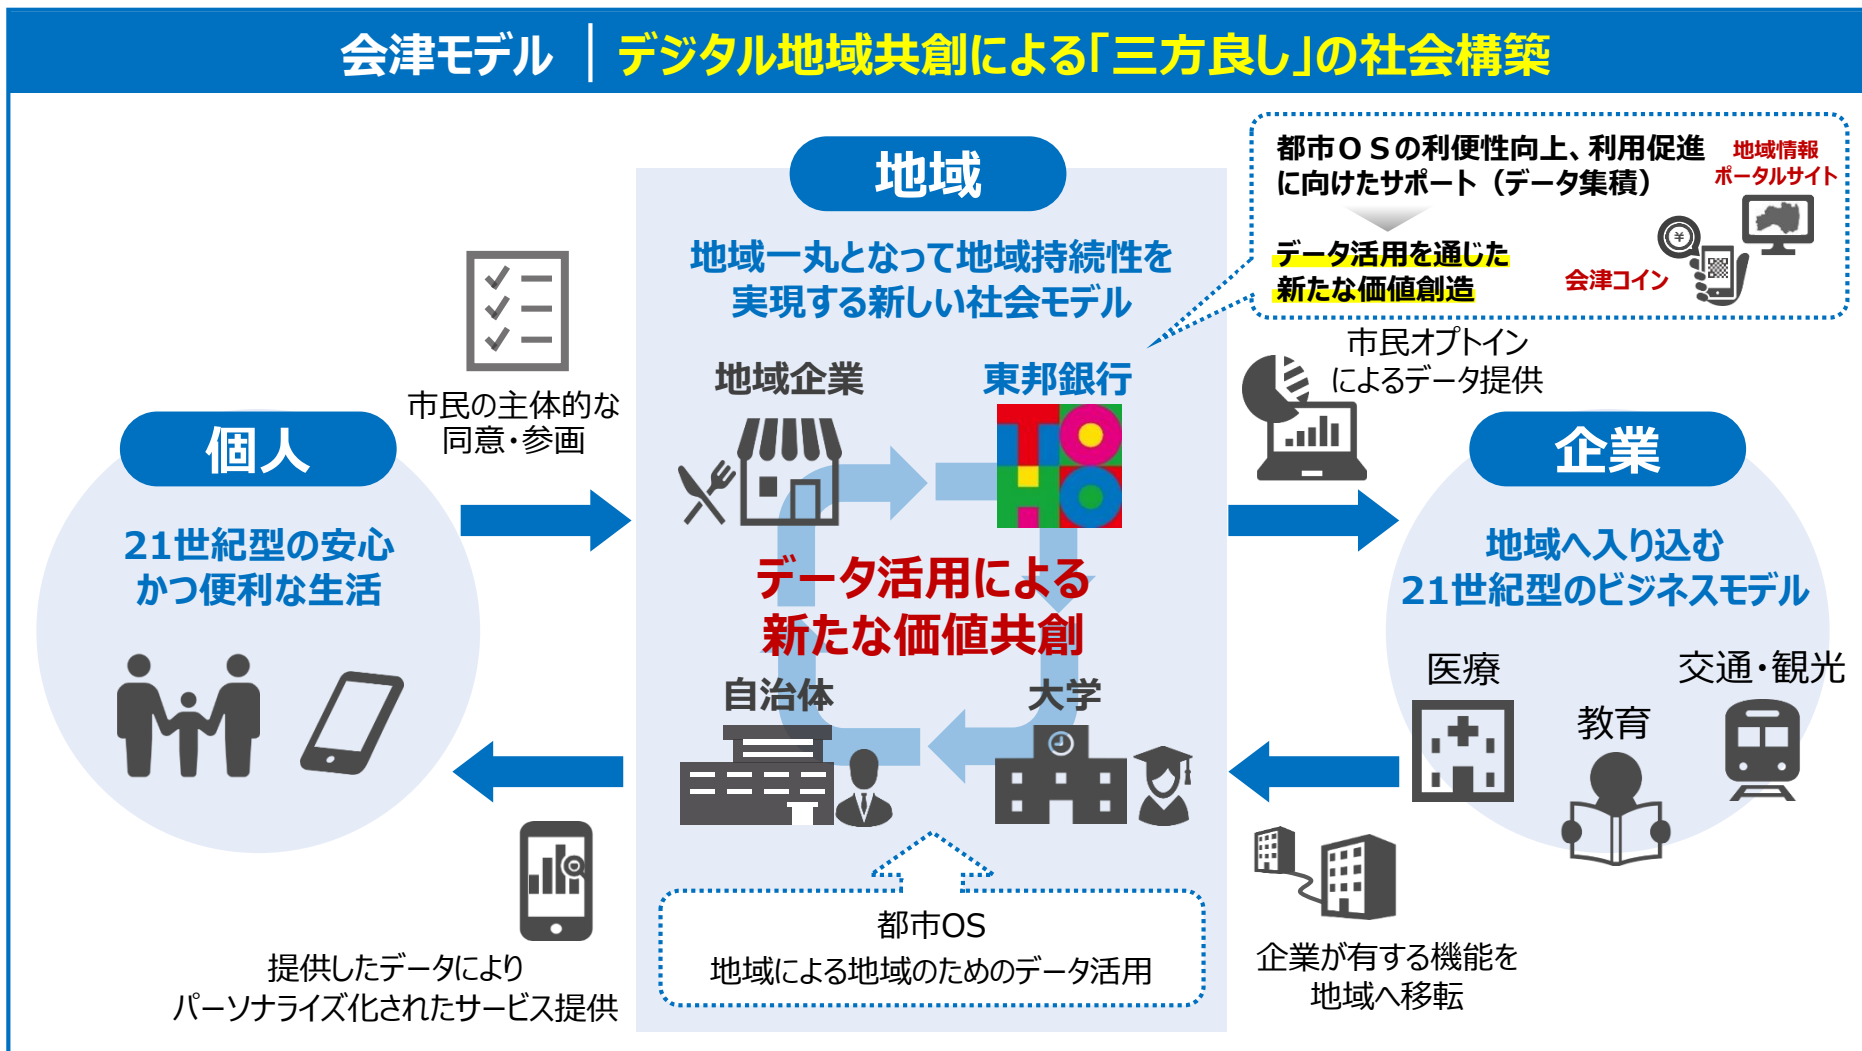 会津モデル｜デジタル地域共創による「三方良し」の社会構築
地域
地域一丸となって地域持続性を
実現する新しい社会モデル
都市ＯＳの利便性向上、利用促進
に向けたサポート（データ集積）
データ活用を通じた
新たな価値創造
地域情報
ポータルサイト
¥
会津コイン
市民の主体的な
同意・参画
個人
21世紀型の安心
かつ便利な生活
地域企業
東邦銀行
TOHO
データ活用による
新たな価値共創
自治体
大学
市民オプトイン
によるデータ提供
企業
地域へ入り込む
21世紀型のビジネスモデル
医療
教育
交通・観光
提供したデータにより
パーソナライズ化されたサービス提供
都市OS
地域による地域のためのデータ活用
企業が有する機能を
地域へ移転